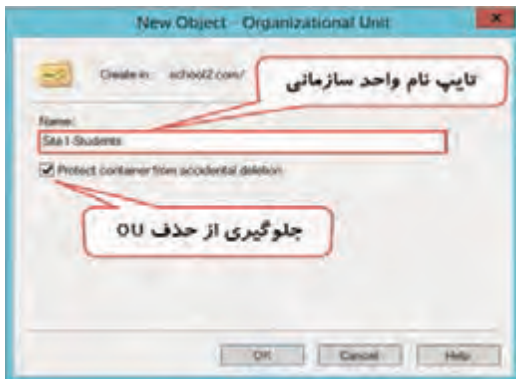 New Object - Organizational Unit
Create in: school2.com/
تایپ نام واحد سازمانی
Name:
Site1-Students
Protect container from accidental deletion
جلوگیری از حذف OU
OK
Cancel
Help